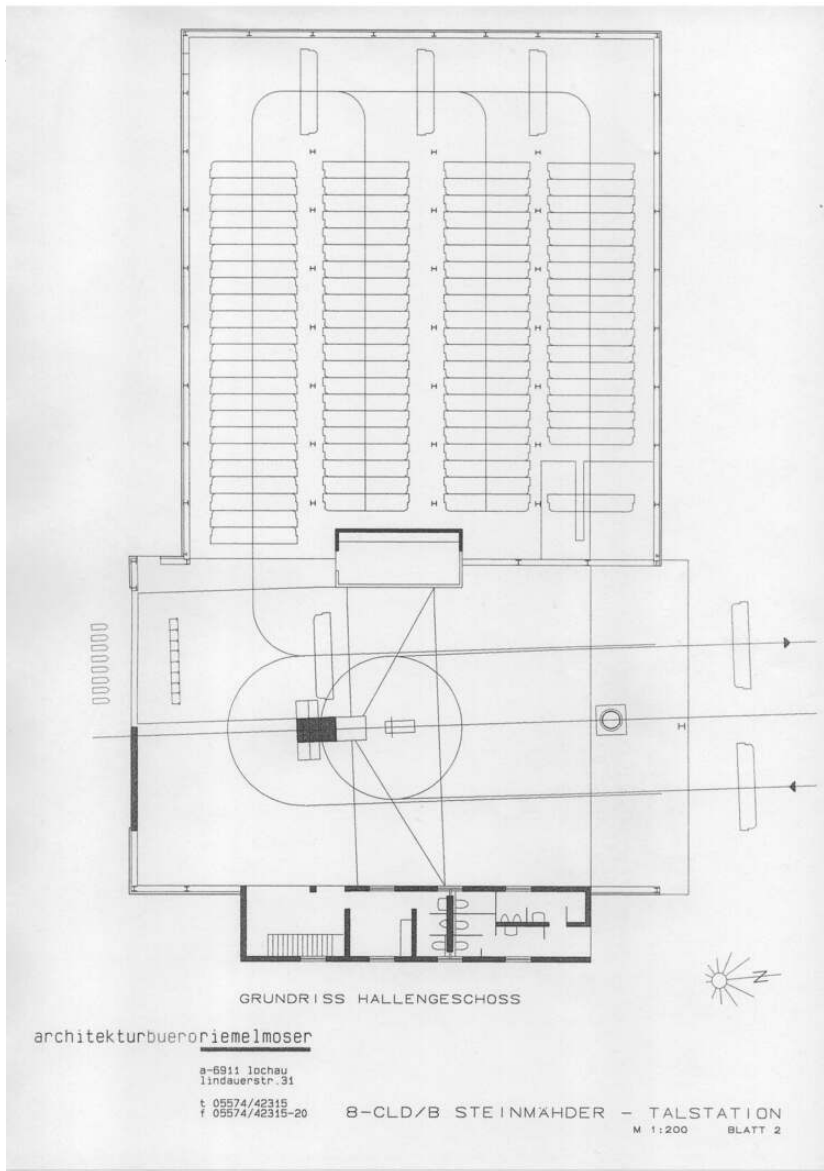 N
GRUNDRISS HALLENGESCHOSS
architekturbueroriemelmoser
a-6911 lochau
lindauerstr.31
t 05574/42315
f 05574/42315-20
8-CLD/B STEINMÄHDER - TALSTATION
M 1:200 BLATT 2